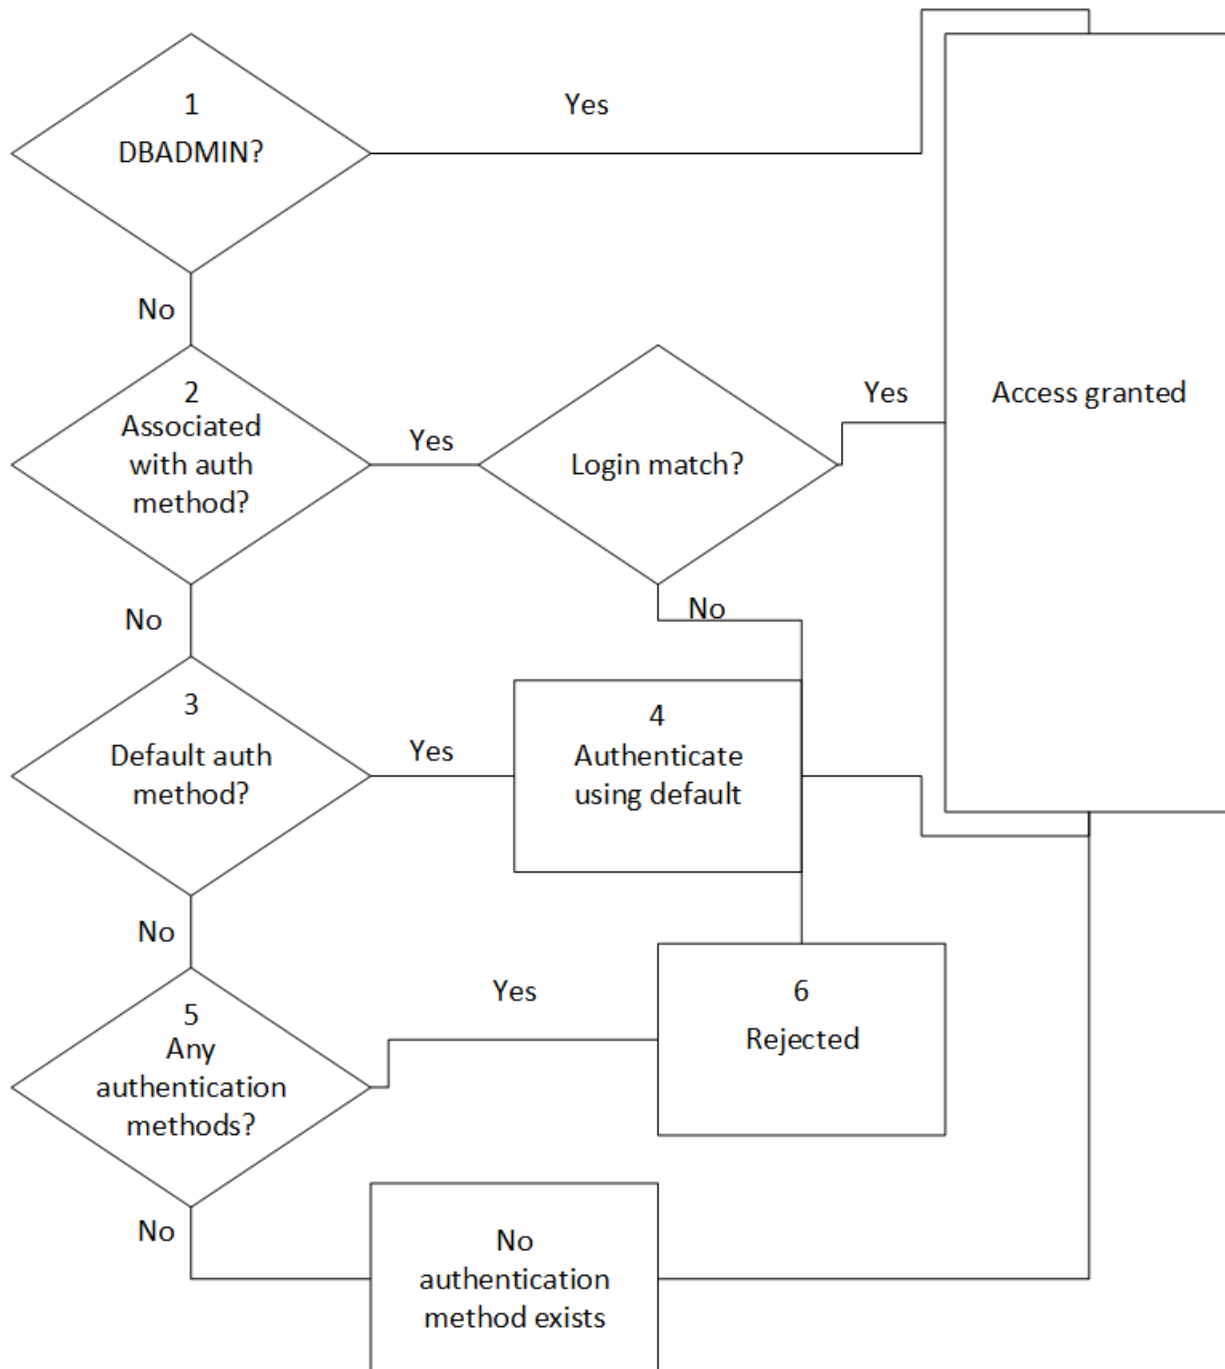 1
DBADMIN?
Yes
No
2
Associated
with auth
method?
Yes
Login match?
Yes
Access granted
No
No
3
Default auth
method?
Yes
4
Authenticate
using default
No
5
Any
authentication
methods?
Yes
6
Rejected
No
No
authentication
method exists